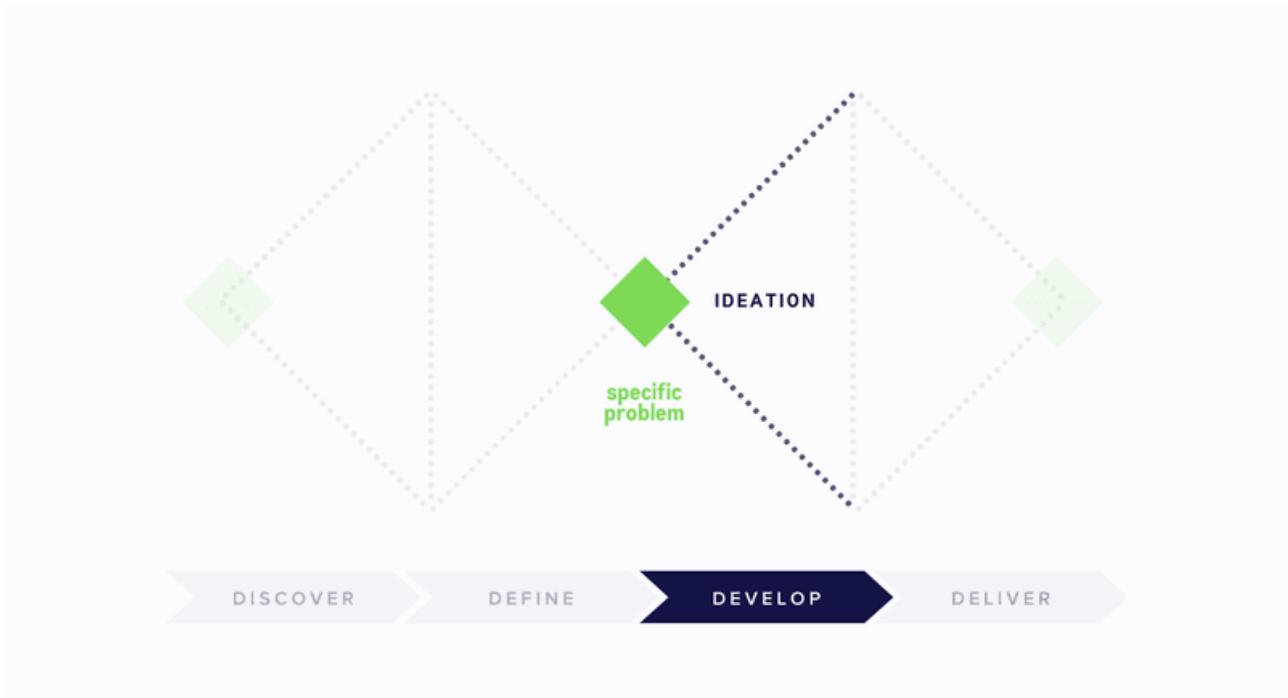 IDEATION
specific
problem
DISCOVER
DEFINE
DEVELOP
DELIVER